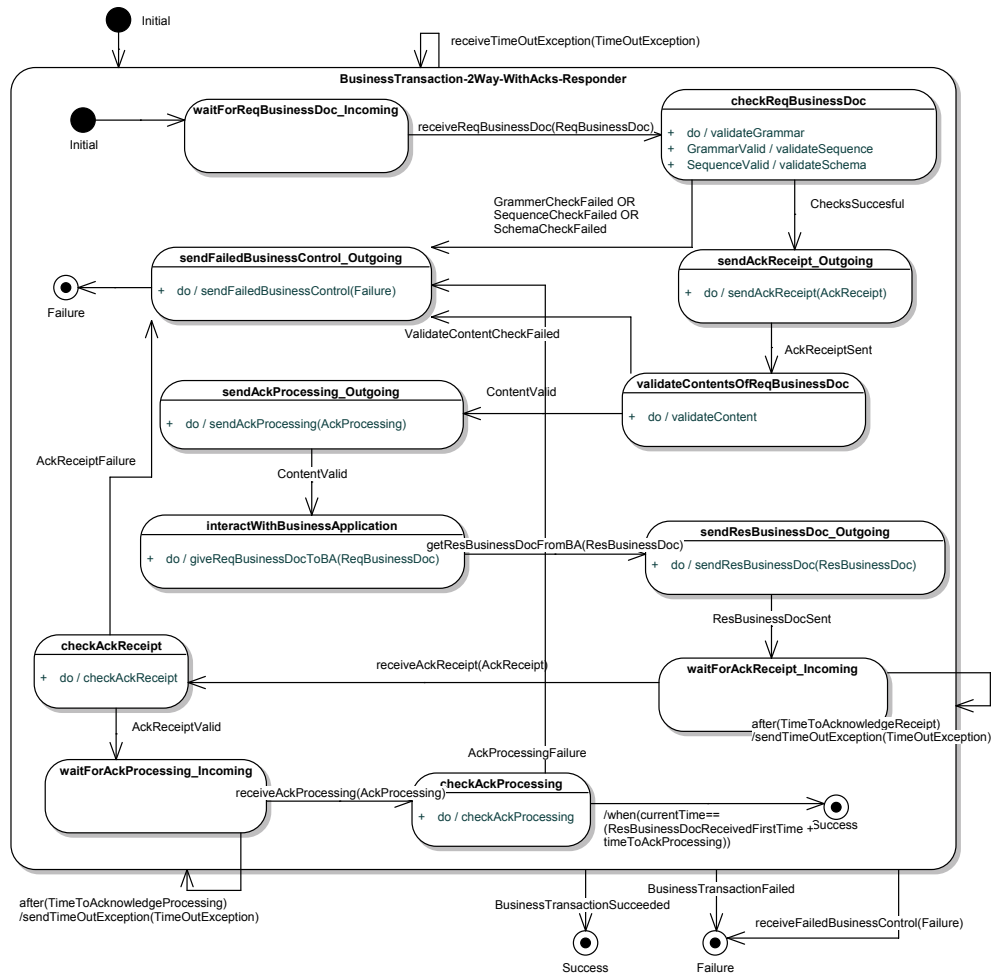 Initial
receiveTimeOutException(TimeOutException)
BusinessTransaction-2Way-WithAcks-Responder
Initial
waitForReqBusinessDoc_Incoming
receiveReqBusinessDoc(ReqBusinessDoc)
checkReqBusinessDoc
+ do / validateGrammar
+ GrammarValid / validateSequence
+ SequenceValid / validateSchema
GrammerCheckFailed OR
SequenceCheckFailed OR
SchemaCheckFailed
ChecksSuccesful
sendFailedBusinessControl_Outgoing
+ do / sendFailedBusinessControl(Failure)
Failure
sendAckReceipt_Outgoing
+ do / sendAckReceipt(AckReceipt)
ValidateContentCheckFailed
AckReceiptSent
validateContentsOfReqBusinessDoc
+ do / validateContent
ContentValid
sendAckProcessing_Outgoing
+ do / sendAckProcessing(AckProcessing)
AckReceiptFailure
ContentValid
interactWithBusinessApplication
+ do / giveReqBusinessDocToBA(ReqBusinessDoc)
getResBusinessDocFromBA(ResBusinessDoc)
sendResBusinessDoc_Outgoing
+ do / sendResBusinessDoc(ResBusinessDoc)
ResBusinessDocSent
checkAckReceipt
+ do / checkAckReceipt
receiveAckReceipt(AckReceipt)
waitForAckReceipt_Incoming
after(TimeToAcknowledgeReceipt)
/sendTimeOutException(TimeOutException)
AckReceiptValid
AckProcessingFailure
waitForAckProcessing_Incoming
receiveAckProcessing(AckProcessing)
checkAckProcessing
+ do / checkAckProcessing
/when(currentTime==
(ResBusinessDocReceivedFirstTime +
timeToAckProcessing))
Success
after(TimeToAcknowledgeProcessing)
/sendTimeOutException(TimeOutException)
BusinessTransactionSucceeded
BusinessTransactionFailed
receiveFailedBusinessControl(Failure)
Success
Failure